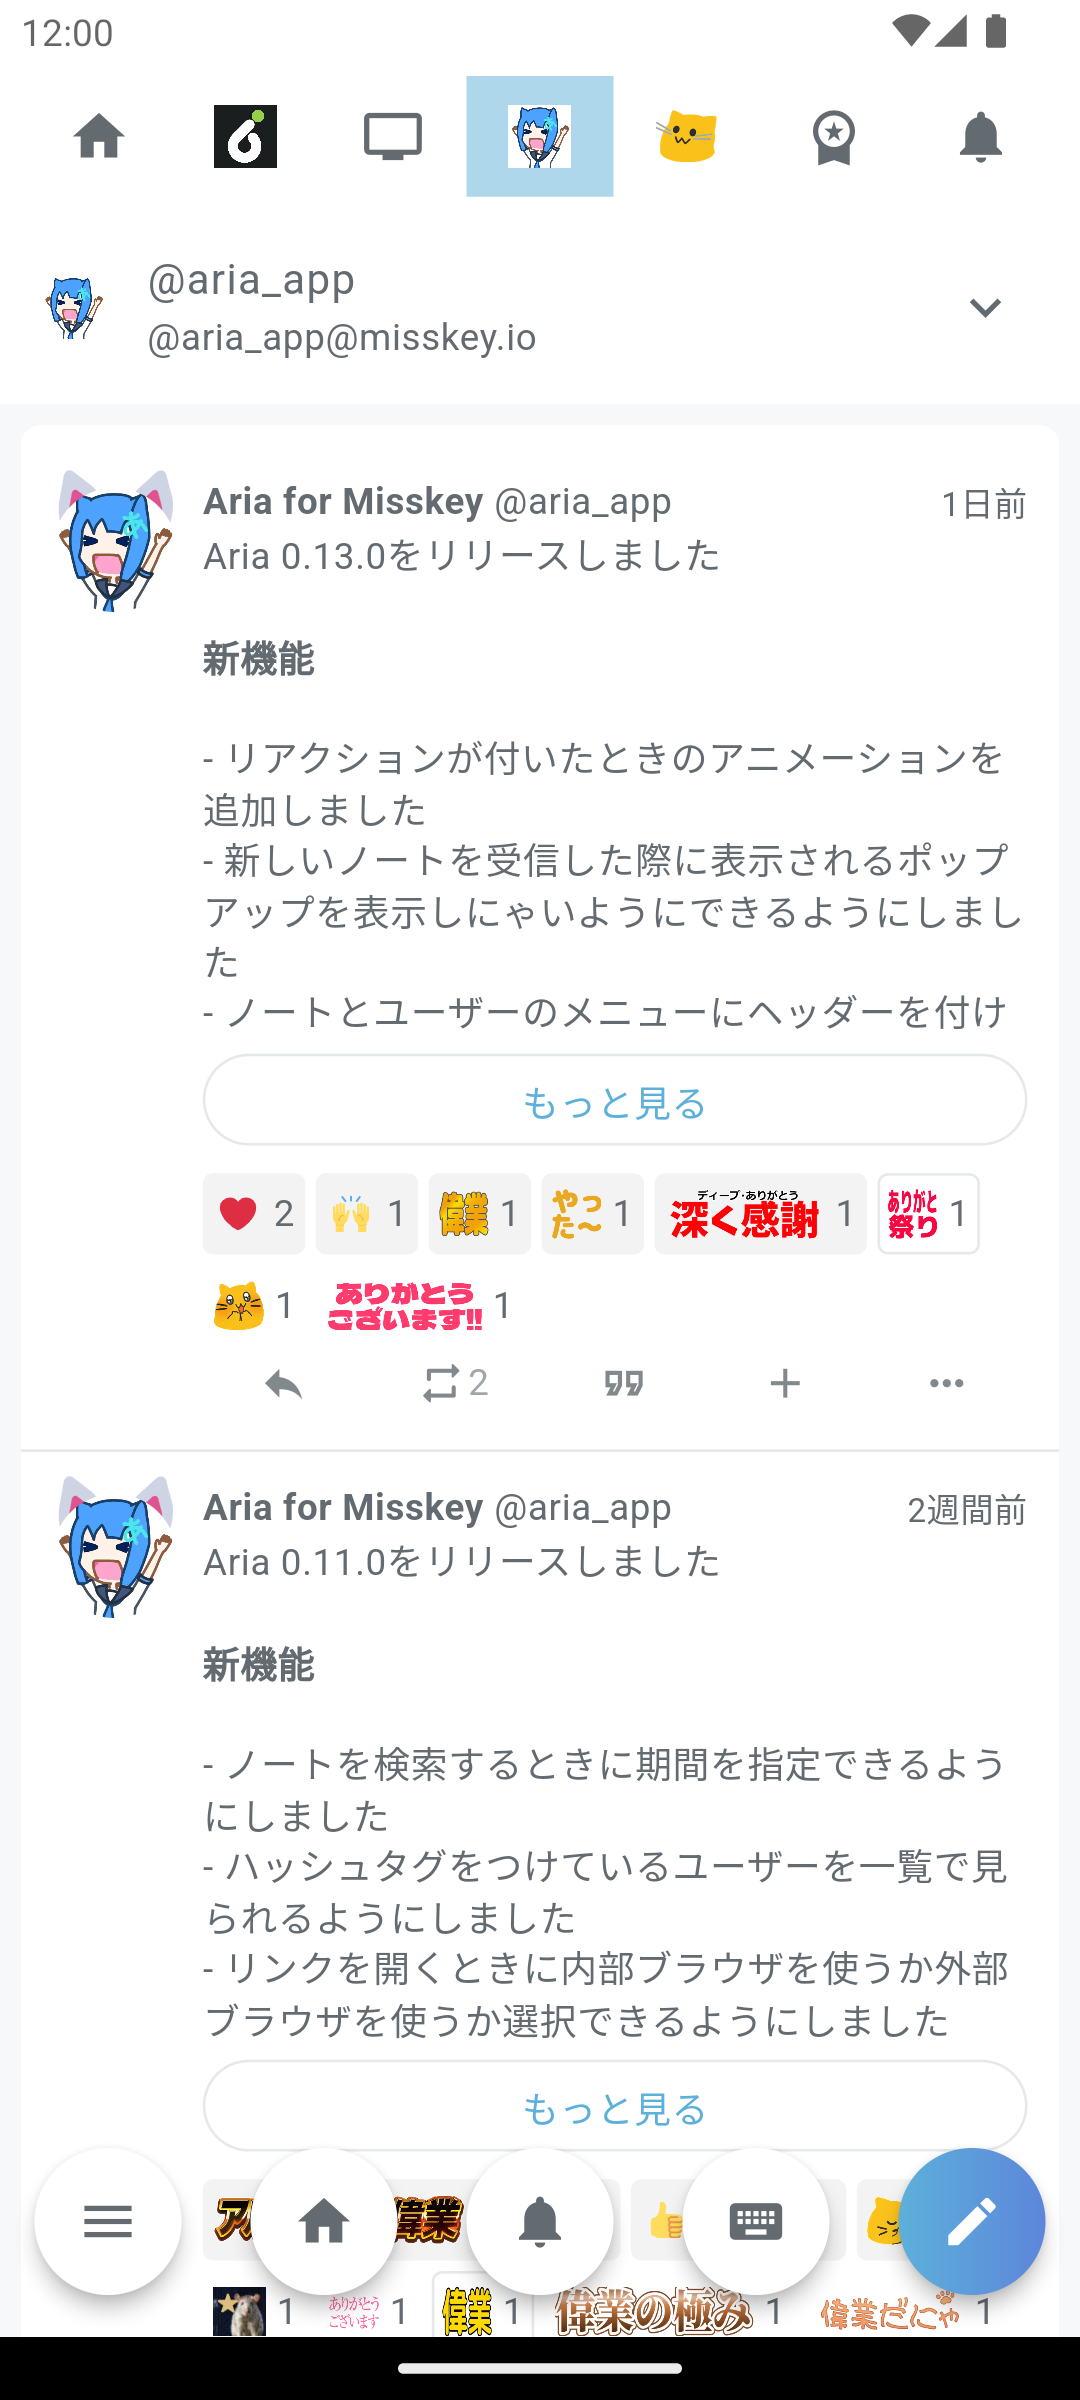 12:00
@aria_app
@aria_app@misskey.io
Aria for Misskey @aria_app 1日前
Aria 0.13.0をリリースしました
新機能
- リアクションが付いたときのアニメーションを
追加しました
- 新しいノートを受信した際に表示されるポップ
アップを表示しにゃいようにできるようにしまし
た
- ノートとユーザーのメニューにヘッダーを付け
もっと見る
2 1 偉業 1 やった〜 1 ディープ・ありがとう 深く感謝 1 ありがと祭り 1
1 ありがとうございます!! 1
2
Aria for Misskey @aria_app 2週間前
Aria 0.11.0をリリースしました
新機能
- ノートを検索するときに期間を指定できるよう
にしました
- ハッシュタグをつけているユーザーを一覧で見
られるようにしました
- リンクを開くときに内部ブラウザを使うか外部
ブラウザを使うか選択できるようにしました
もっと見る
偉業
1 ありがとうございます 1 偉業 1 偉業の極み 1 偉業だにゃ 1